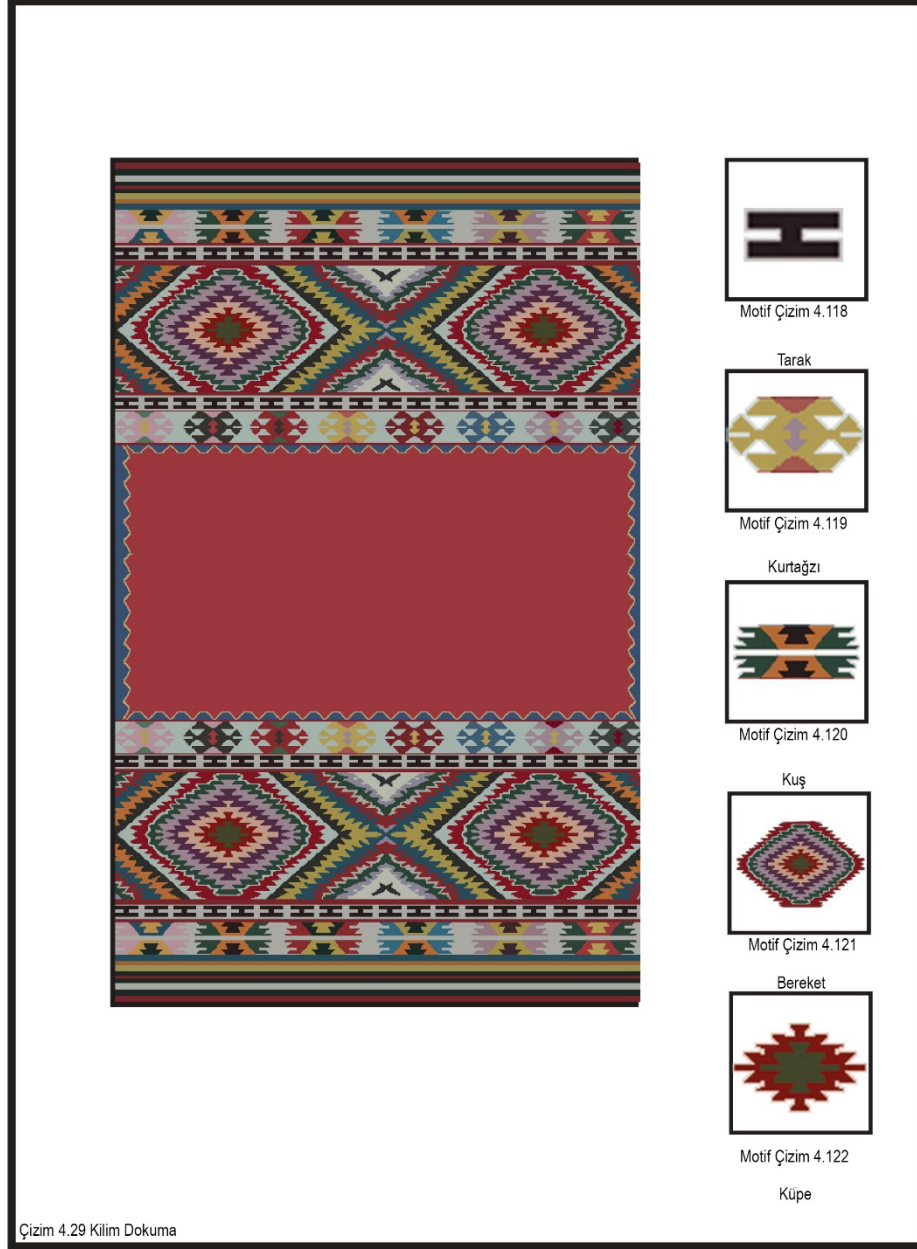 Motif Çizim 4.118
Tarak
Motif Çizim 4.119
Kurtağzı
Motif Çizim 4.120
Kuş
Motif Çizim 4.121
Bereket
Motif Çizim 4.122
Küpe
Çizim 4.29 Kilim Dokuma